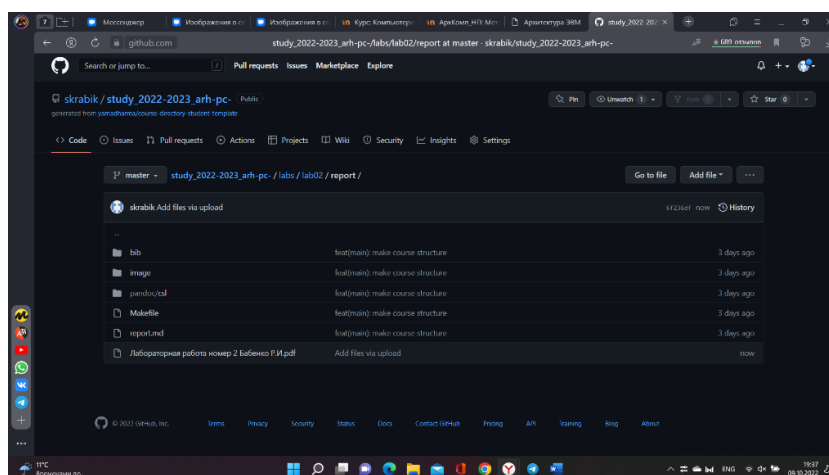 7 Мессенджер Изображения в со Изображения в со Курс: Компьютер АрхКомп_НП: Мет Архитектура ЭВМ study_2022-202
github.com study_2022-2023_arh-pc-/labs/lab02/report at master · skrabik/study_2022-2023_arh-pc- 689 отзывов
Search or jump to... / Pull requests Issues Marketplace Explore
skrabik / study_2022-2023_arh-pc- Public Pin Unwatch 1 Fork Star 0
generated from yamadharma/course-directory-student-template
<> Code Issues Pull requests Actions Projects Wiki Security Insights Settings
master study_2022-2023_arh-pc- / labs / lab02 / report / Go to file Add file ...
skrabik Add files via upload now History
..
bib feat(main): make course structure 3 days ago
image feat(main): make course structure 3 days ago
pandoc/csl feat(main): make course structure 3 days ago
Makefile feat(main): make course structure 3 days ago
report.md feat(main): make course structure 3 days ago
Лабораторная работа номер 2 Бабенко Р.И.pdf Add files via upload now
© 2022 GitHub, Inc. Terms Privacy Security Status Docs Contact GitHub Pricing API Training Blog About
11°C ENG 19:37
09.10.2022